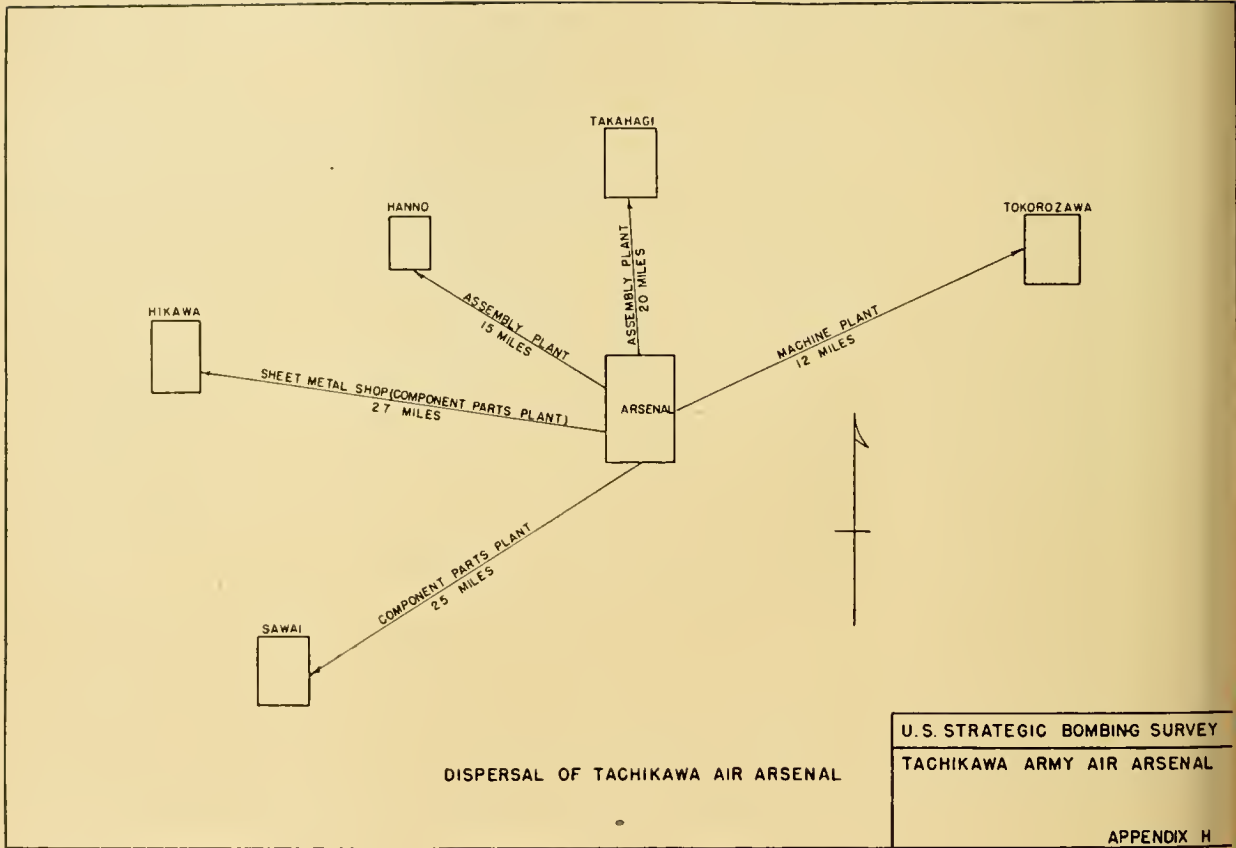 TAKAHAGI
HANNO
TOKOROZAWA
ASSEMBLY PLANT
20 MILES
ASSEMBLY PLANT
15 MILES
HIKAWA
MACHINE PLANT
12 MILES
SHEET METAL SHOP(COMPONENT PARTS PLANT)
27 MILES
ARSENAL
COMPONENT PARTS PLANT
25 MILES
SAWAI
DISPERSAL OF TACHIKAWA AIR ARSENAL
U.S. STRATEGIC BOMBING SURVEY
TACHIKAWA ARMY AIR ARSENAL
APPENDIX H